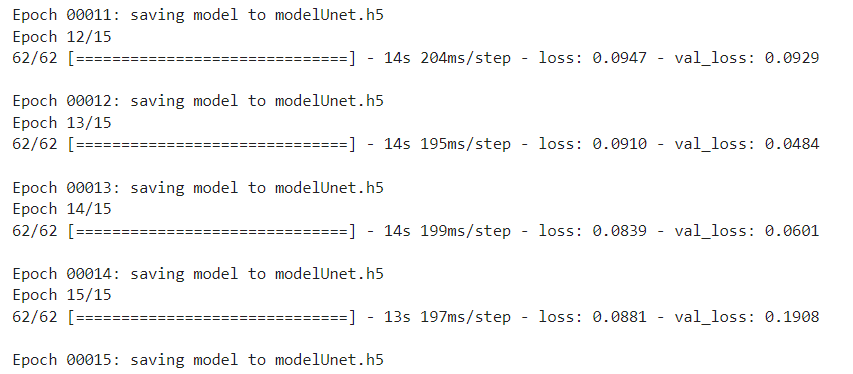 Epoch 00011: saving model to modelUnet.h5
Epoch 12/15
62/62 [==============================] - 14s 204ms/step - loss: 0.0947 - val_loss: 0.0929
Epoch 00012: saving model to modelUnet.h5
Epoch 13/15
62/62 [==============================] - 14s 195ms/step - loss: 0.0910 - val_loss: 0.0484
Epoch 00013: saving model to modelUnet.h5
Epoch 14/15
62/62 [==============================] - 14s 199ms/step - loss: 0.0839 - val_loss: 0.0601
Epoch 00014: saving model to modelUnet.h5
Epoch 15/15
62/62 [==============================] - 13s 197ms/step - loss: 0.0881 - val_loss: 0.1908
Epoch 00015: saving model to modelUnet.h5